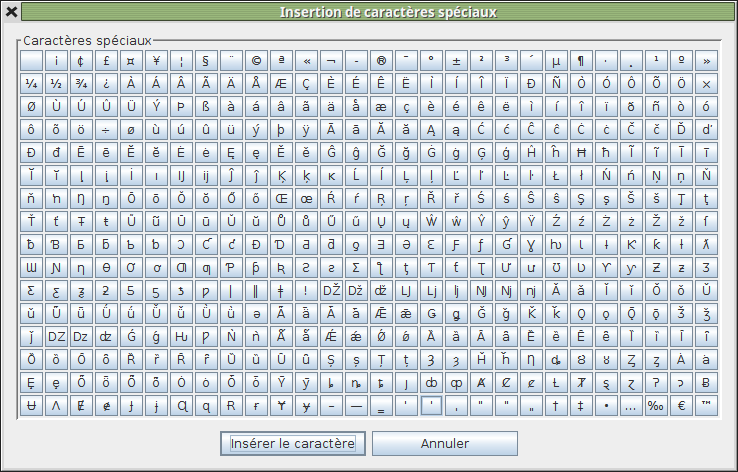 Insertion de caractères spéciaux
Caractères spéciaux
¡ ¢ £ ¤ ¥ ¦ § ¨ © ª « ¬ - ® ¯ ° ± ² ³ ´ µ ¶ · ¸ ¹ º »
¼ ½ ¾ ¿ À Á Â Ã Ä Å Æ Ç È É Ê Ë Ì Í Î Ï Ð Ñ Ò Ó Ô Õ Ö ×
Ø Ù Ú Û Ü Ý Þ ß à á â ã ä å æ ç è é ê ë ì í î ï ð ñ ò ó
ô õ ö ÷ ø ù ú û ü ý þ ÿ Ā ā Ă ă Ą ą Ć ć Ĉ ĉ Ċ ċ Č č Ď ď
Đ đ Ē ē Ĕ ĕ Ė ė Ę ę Ě ě Ĝ ĝ Ğ ğ Ġ ġ Ģ ģ Ĥ ĥ Ħ ħ Ĩ ĩ Ī ī
Ĭ ĭ Į į İ ı Ĳ ĳ Ĵ ĵ Ķ ķ ĸ Ĺ ĺ Ļ ļ Ľ ľ Ŀ ŀ Ł ł Ń ń Ņ ņ Ň
ň ŉ Ŋ ŋ Ō ō Ŏ ŏ Ő ő Œ œ Ŕ ŕ Ŗ ŗ Ř ř Ś ś Ŝ ŝ Ş ş Š š Ţ ţ
Ť ť Ŧ ŧ Ũ ũ Ū ū Ŭ ŭ Ů ů Ű ű Ų ų Ŵ ŵ Ŷ ŷ Ÿ Ź ź Ż ż Ž ž ſ
ƀ Ɓ Ƃ ƃ Ƅ ƅ Ɔ Ƈ ƈ Ɖ Ɗ Ƌ ƌ ƍ Ǝ Ə Ɛ Ƒ ƒ Ɠ Ɣ ƕ Ɩ Ɨ Ƙ ƙ ƚ ƛ
Ɯ Ɲ ƞ Ɵ Ơ ơ Ƣ ƣ Ƥ ƥ Ʀ Ƨ ƨ Ʃ ƪ ƫ Ƭ ƭ Ʈ Ư ư Ʊ Ʋ Ƴ ƴ Ƶ ƶ Ʒ
Ƹ ƹ ƺ ƻ Ƽ ƽ ƾ ƿ ǀ ǁ ǂ ǃ Ǆ ǅ ǆ Ǉ ǈ ǉ Ǌ ǋ ǌ Ǎ ǎ Ǐ ǐ Ǒ ǒ Ǔ
ǔ Ǖ ǖ Ǘ ǘ Ǚ ǚ Ǜ ǜ ǝ Ǟ ǟ Ǡ ǡ Ǣ ǣ Ǥ ǥ Ǧ ǧ Ǩ ǩ Ǫ ǫ Ǭ ǭ Ǯ ǯ
ǰ Ǳ ǲ ǳ Ǵ ǵ Ƕ Ƿ Ǹ ǹ Ǻ ǻ Ǽ ǽ Ǿ ǿ Ȁ ȁ Ȃ ȃ Ȅ ȅ Ȇ ȇ Ȉ ȉ Ȋ ȋ
Ȍ ȍ Ȏ ȏ Ȑ ȑ Ȓ ȓ Ȕ ȕ Ȗ ȗ Ș ș Ț ț Ȝ ȝ Ȟ ȟ Ƞ ȡ Ȣ ȣ Ȥ ȥ Ȧ ȧ
Ȩ ȩ Ȫ ȫ Ȭ ȭ Ȯ ȯ Ȱ ȱ Ȳ ȳ ȴ ȵ ȶ ȷ ȸ ȹ Ⱥ Ȼ ȼ Ƚ Ⱦ ȿ ɀ Ɂ ɂ Ƀ
Ʉ Ʌ Ɇ ɇ Ɉ ɉ Ɋ ɋ Ɍ ɍ Ɏ ɏ – — ‗ ‘ ’ ‚ “ ” „ † ‡ • … ‰ € ™
Insérer le caractère Annuler